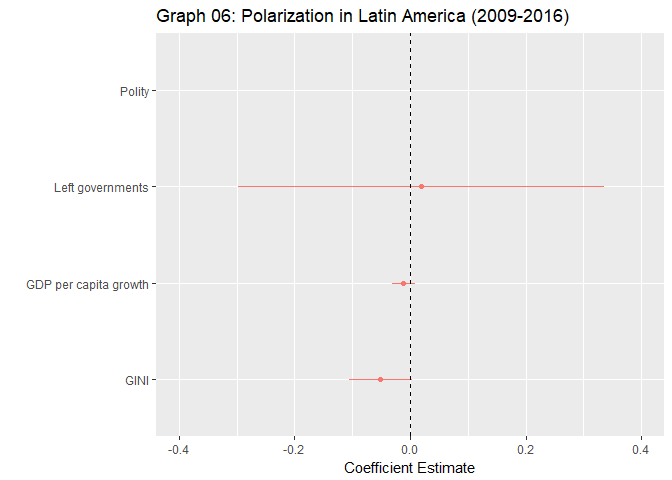 Graph 06: Polarization in Latin America (2009-2016)
Polity
Left governments
GDP per capita growth
GINI
-0.4 -0.2 0.0 0.2 0.4
Coefficient Estimate